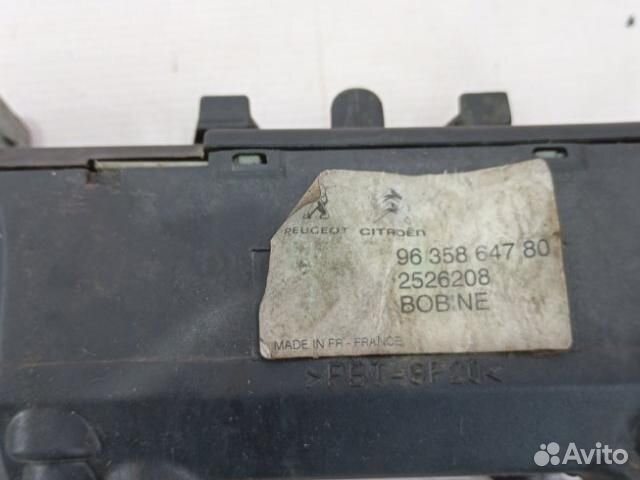 PEUGEOT CITROËN
96 358 647 80
2526208
BOBINE
MADE IN FR - FRANCE
>PBT-GF20<
Avito